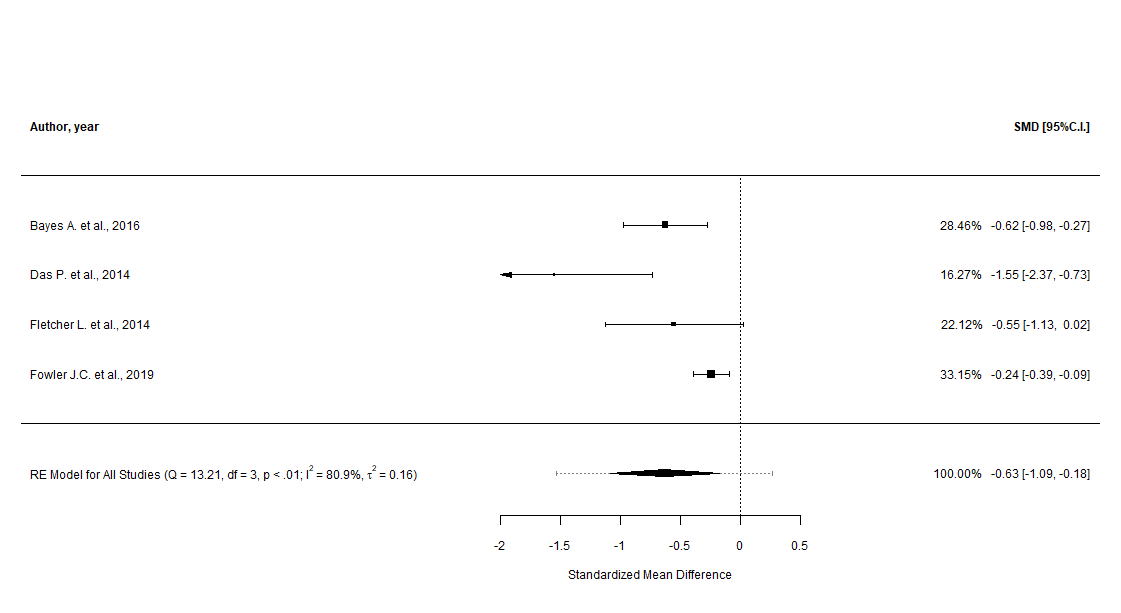 Author, year SMD [95%C.I.]
Bayes A. et al., 2016 28.46% -0.62 [-0.98, -0.27]
Das P. et al., 2014 16.27% -1.55 [-2.37, -0.73]
Fletcher L. et al., 2014 22.12% -0.55 [-1.13, 0.02]
Fowler J.C. et al., 2019 33.15% -0.24 [-0.39, -0.09]
RE Model for All Studies (Q = 13.21, df = 3, p < .01; I² = 80.9%, τ² = 0.16) 100.00% -0.63 [-1.09, -0.18]
-2 -1.5 -1 -0.5 0 0.5
Standardized Mean Difference